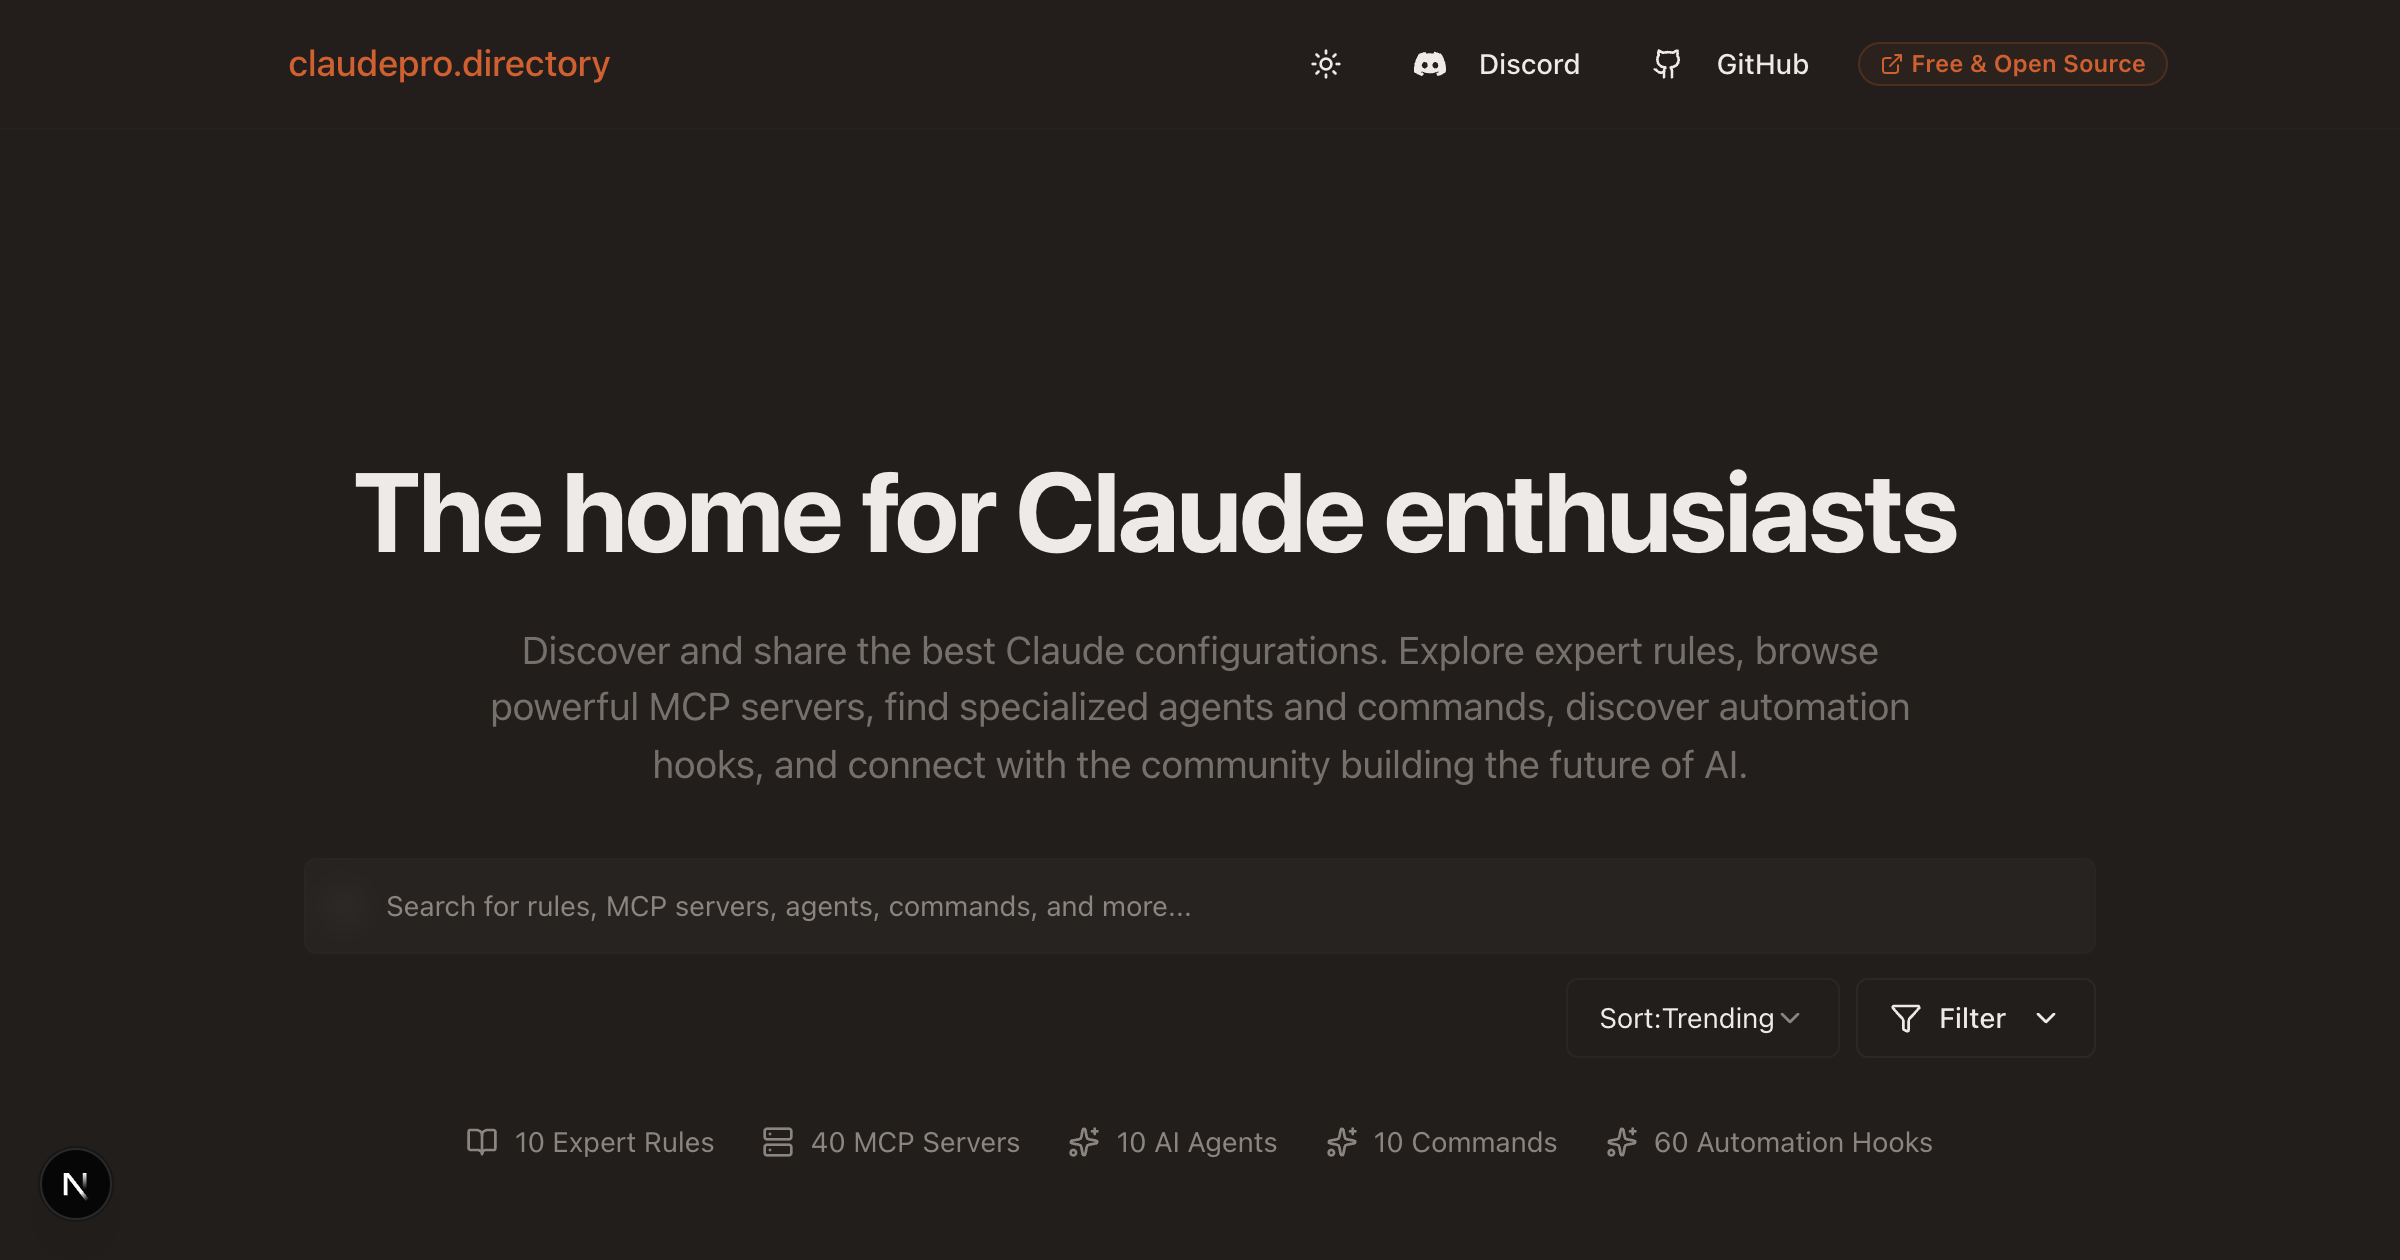 claudepro.directory
Discord
GitHub
Free & Open Source
The home for Claude enthusiasts
Discover and share the best Claude configurations. Explore expert rules, browse
powerful MCP servers, find specialized agents and commands, discover automation
hooks, and connect with the community building the future of AI.
Search for rules, MCP servers, agents, commands, and more...
Sort:Trending
Filter
10 Expert Rules
40 MCP Servers
10 AI Agents
10 Commands
60 Automation Hooks
N